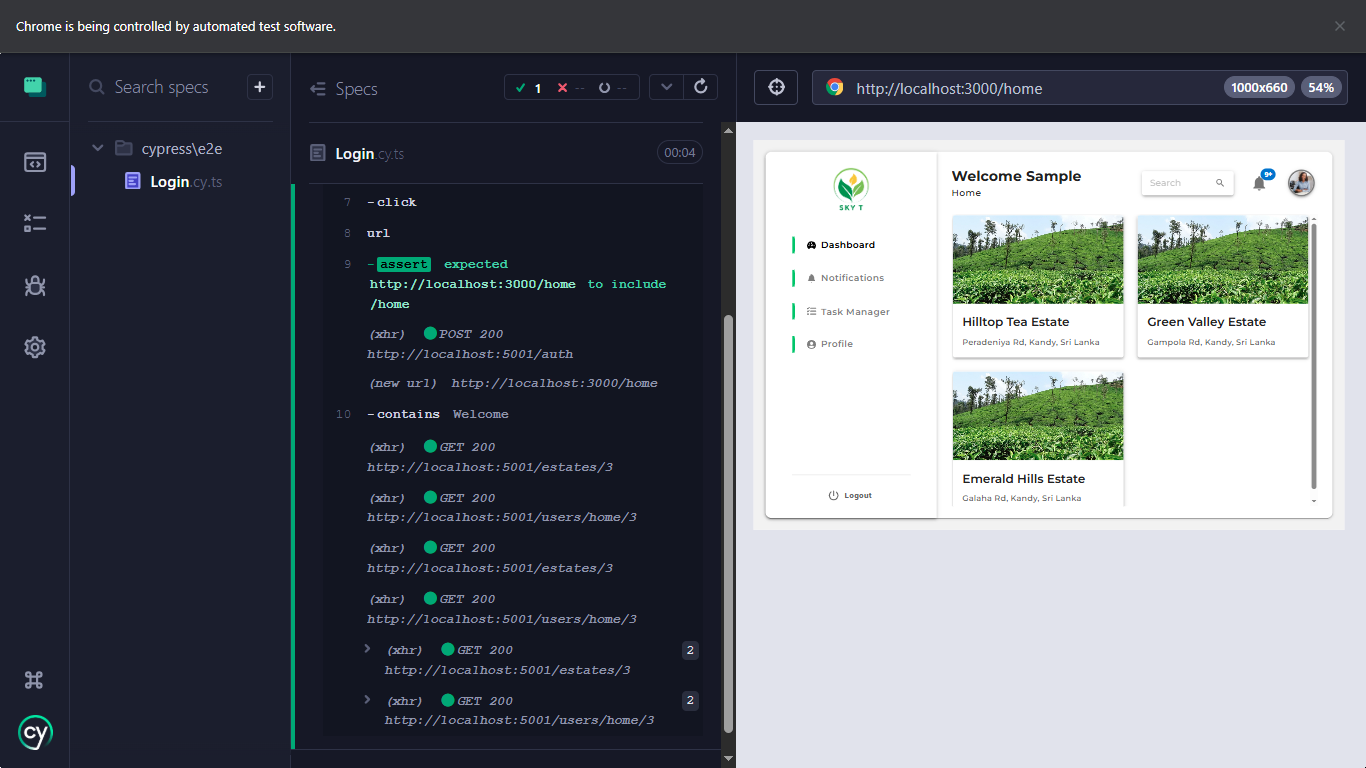 Chrome is being controlled by automated test software.
Search specs
+
cypress\e2e
Login.cy.ts
cy
Specs
1 -- --
Login.cy.ts
00:04
7 -click
8 url
9 -assert expected
http://localhost:3000/home to include
/home
(xhr) POST 200
http://localhost:5001/auth
(new url) http://localhost:3000/home
10 -contains Welcome
(xhr) GET 200
http://localhost:5001/estates/3
(xhr) GET 200
http://localhost:5001/users/home/3
(xhr) GET 200
http://localhost:5001/estates/3
(xhr) GET 200
http://localhost:5001/users/home/3
(xhr) GET 200 2
http://localhost:5001/estates/3
(xhr) GET 200 2
http://localhost:5001/users/home/3
http://localhost:3000/home
1000x660
54%
SKY T
Dashboard
Notifications
Task Manager
Profile
Logout
Welcome Sample
Home
Search
9+
Hilltop Tea Estate
Peradeniya Rd, Kandy, Sri Lanka
Green Valley Estate
Gampola Rd, Kandy, Sri Lanka
Emerald Hills Estate
Galaha Rd, Kandy, Sri Lanka